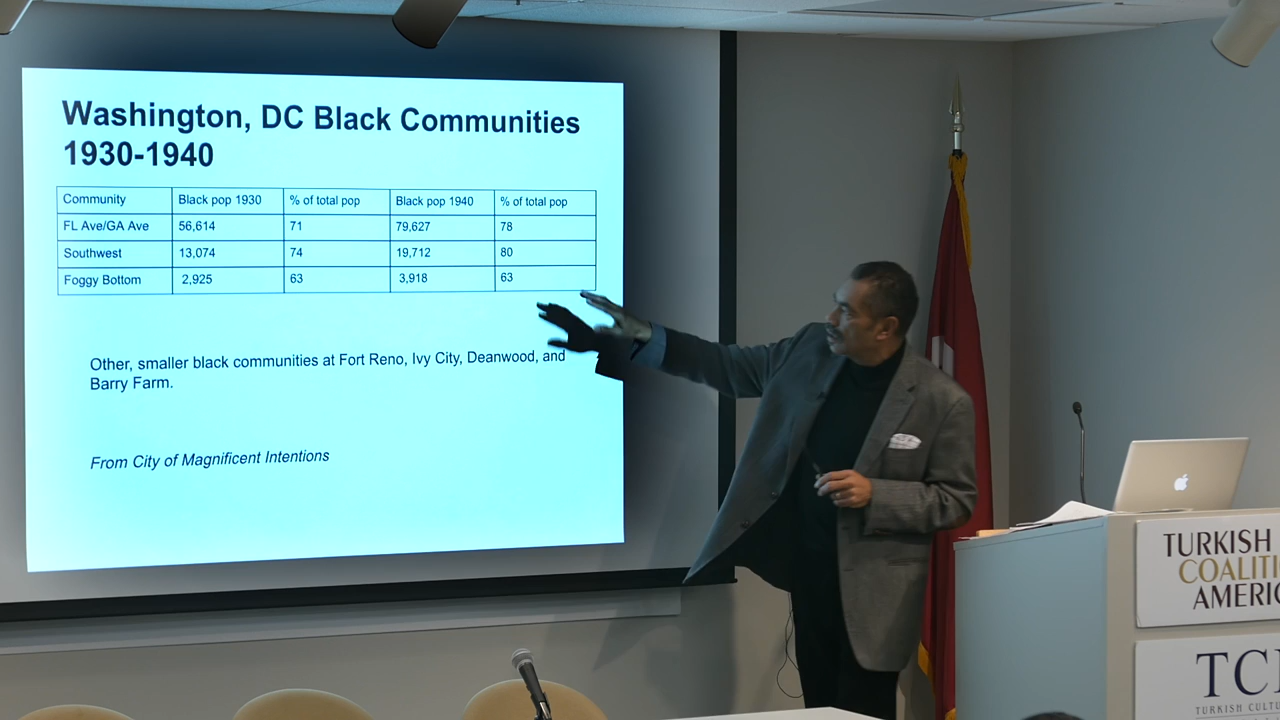 Washington, DC Black Communities
1930-1940
Community Black pop 1930 % of total pop Black pop 1940 % of total pop
FL Ave/GA Ave 56,614 71 79,627 78
Southwest 13,074 74 19,712 80
Foggy Bottom 2,925 63 3,918 63
Other, smaller black communities at Fort Reno, Ivy City, Deanwood, and
Barry Farm.
From City of Magnificent Intentions
TURKISH
COALITI
AMERIC
TC
TURKISH CULTU